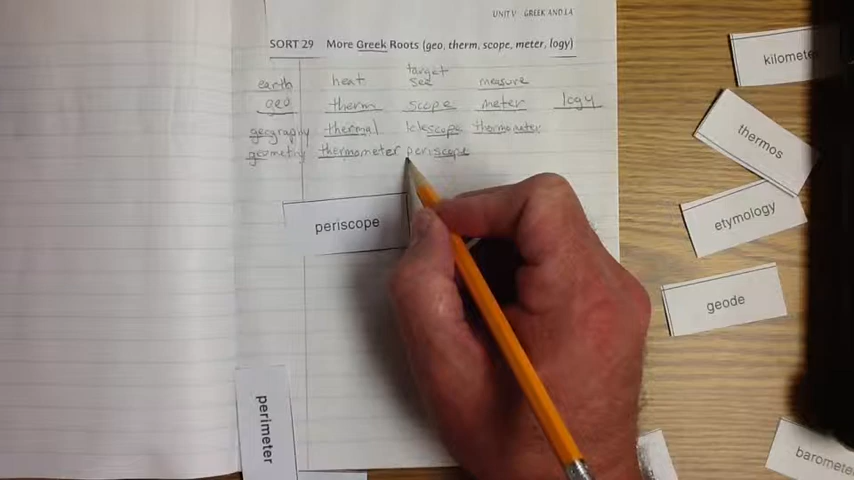 UNIT V GREEK AND LA
SORT 29 More Greek Roots (geo, therm, scope, meter, logy)
target
earth heat see measure
geo therm scope meter logy
geography thermal telescope thermometer
geometry thermometer periscope
periscope
perimeter
kilomete
thermos
etymology
geode
baromete